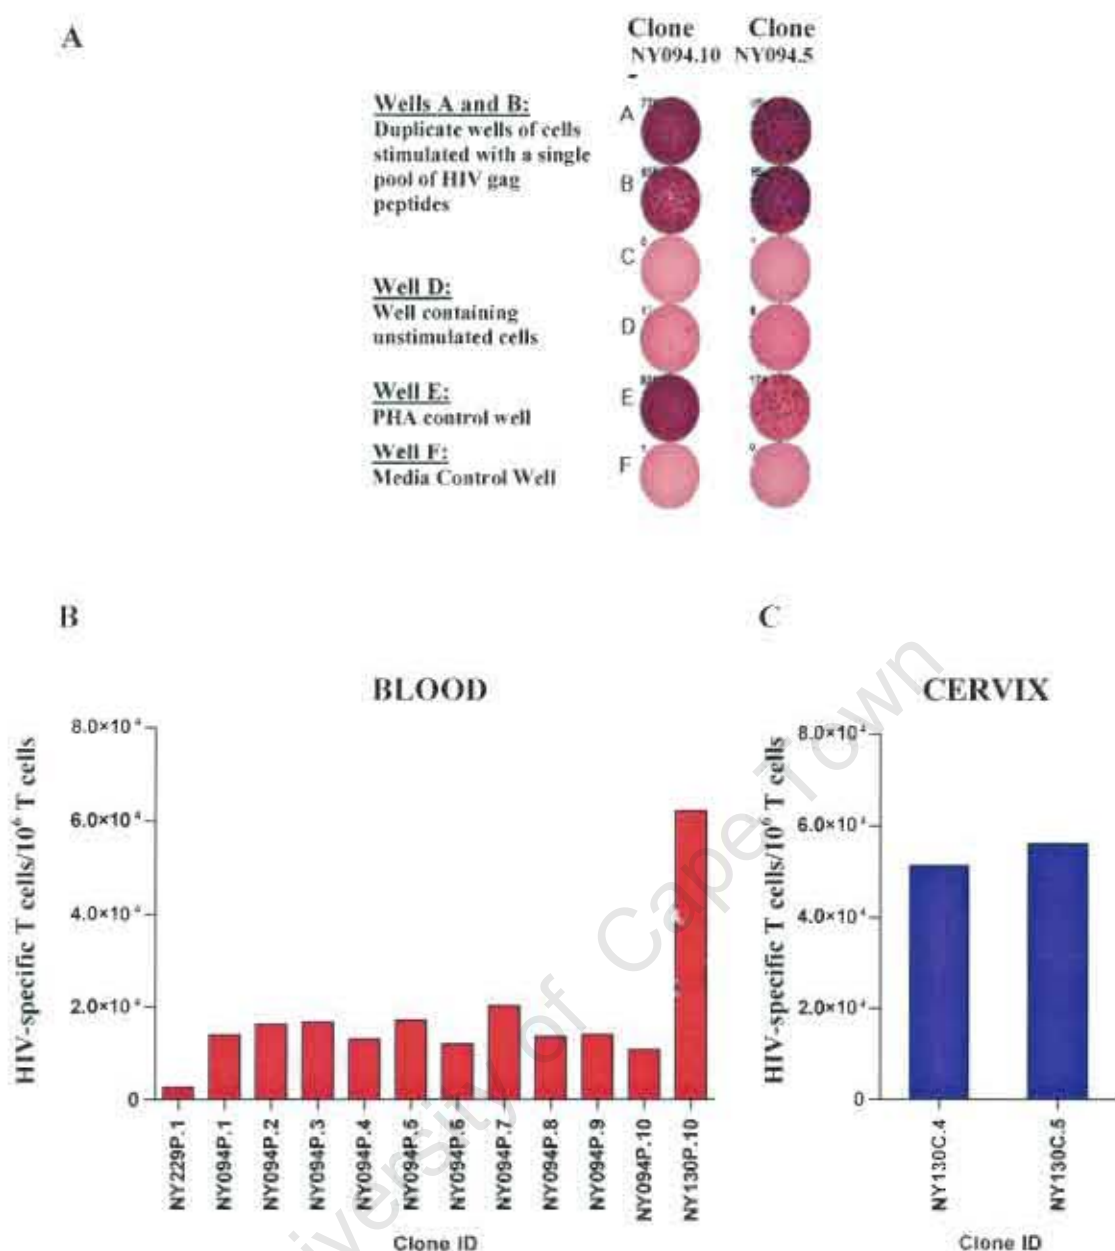 A
Clone Clone
NY094.10 NY094.5
Wells A and B:
Duplicate wells of cells
stimulated with a single
pool of HIV gag
peptides
A
B
C
Well D:
Well containing
unstimulated cells
D
Well E:
PHA control well
E
Well F:
Media Control Well
F
B
BLOOD
HIV-specific T cells/10⁶ T cells
8.0×10⁴
6.0×10⁴
4.0×10⁴
2.0×10⁴
0
NY229P.1
NY094P.1
NY094P.2
NY094P.3
NY094P.4
NY094P.5
NY094P.6
NY094P.7
NY094P.8
NY094P.9
NY094P.10
NY130P.10
Clone ID
C
CERVIX
HIV-specific T cells/10⁶ T cells
8.0×10⁴
6.0×10⁴
4.0×10⁴
2.0×10⁴
0
NY130C.4
NY130C.5
Clone ID
University of Cape Town